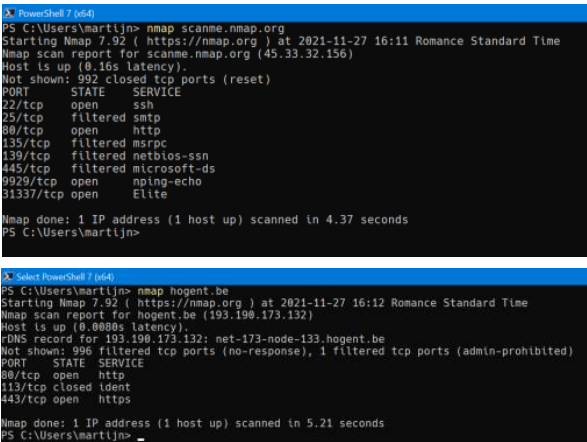 PowerShell 7 (x64)
PS C:\Users\martijn> nmap scanme.nmap.org
Starting Nmap 7.92 ( https://nmap.org ) at 2021-11-27 16:11 Romance Standard Time
Nmap scan report for scanme.nmap.org (45.33.32.156)
Host is up (0.16s latency).
Not shown: 992 closed tcp ports (reset)
PORT STATE SERVICE
22/tcp open ssh
25/tcp filtered smtp
80/tcp open http
135/tcp filtered msrpc
139/tcp filtered netbios-ssn
445/tcp filtered microsoft-ds
9929/tcp open nping-echo
31337/tcp open Elite
Nmap done: 1 IP address (1 host up) scanned in 4.37 seconds
PS C:\Users\martijn>
Select PowerShell 7 (x64)
PS C:\Users\martijn> nmap hogent.be
Starting Nmap 7.92 ( https://nmap.org ) at 2021-11-27 16:12 Romance Standard Time
Nmap scan report for hogent.be (193.190.173.132)
Host is up (0.0080s latency).
rDNS record for 193.190.173.132: net-173-node-133.hogent.be
Not shown: 996 filtered tcp ports (no-response), 1 filtered tcp ports (admin-prohibited)
PORT STATE SERVICE
80/tcp open http
113/tcp closed ident
443/tcp open https
Nmap done: 1 IP address (1 host up) scanned in 5.21 seconds
PS C:\Users\martijn>